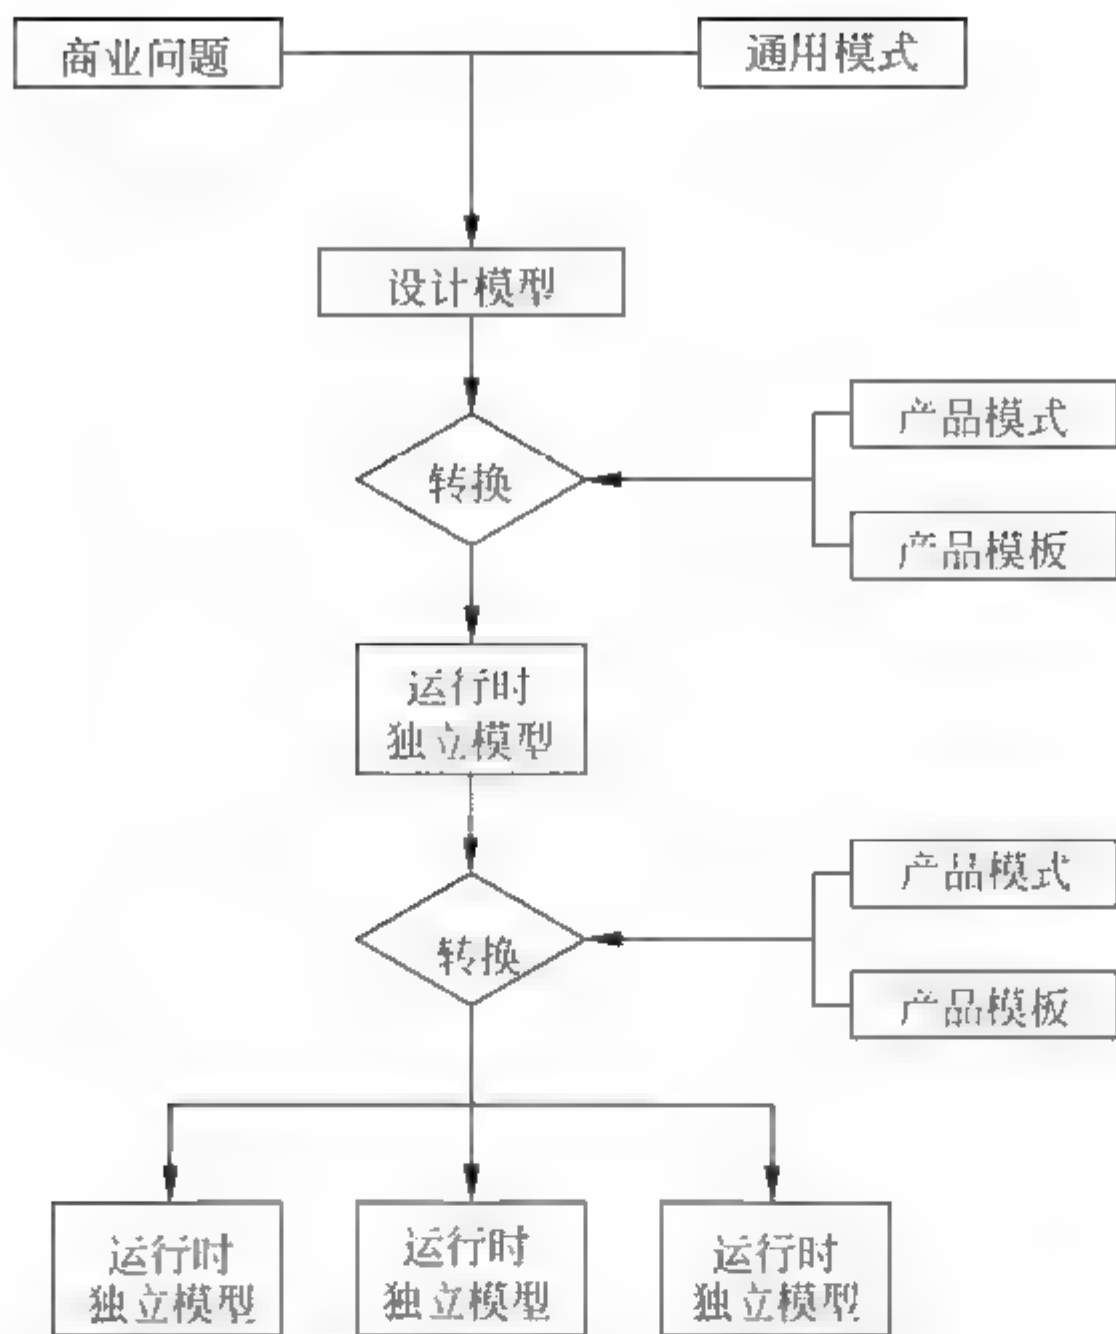 商业问题
通用模式
设计模型
产品模式
转换
产品模板
运行时
独立模型
产品模式
转换
产品模板
运行时
独立模型
运行时
独立模型
运行时
独立模型